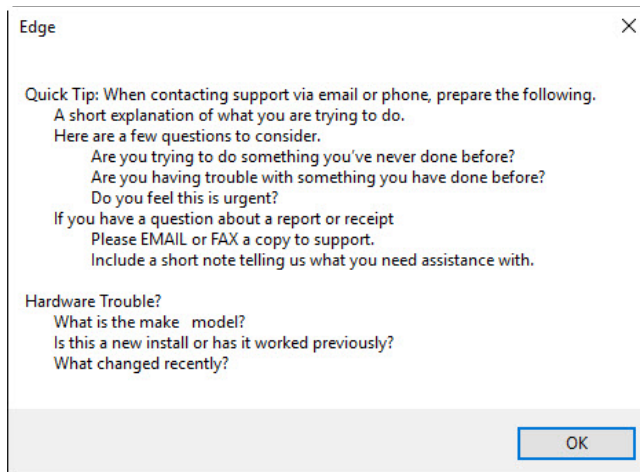 Edge
Quick Tip: When contacting support via email or phone, prepare the following.
A short explanation of what you are trying to do.
Here are a few questions to consider.
Are you trying to do something you've never done before?
Are you having trouble with something you have done before?
Do you feel this is urgent?
If you have a question about a report or receipt
Please EMAIL or FAX a copy to support.
Include a short note telling us what you need assistance with.
Hardware Trouble?
What is the make   model?
Is this a new install or has it worked previously?
What changed recently?
OK